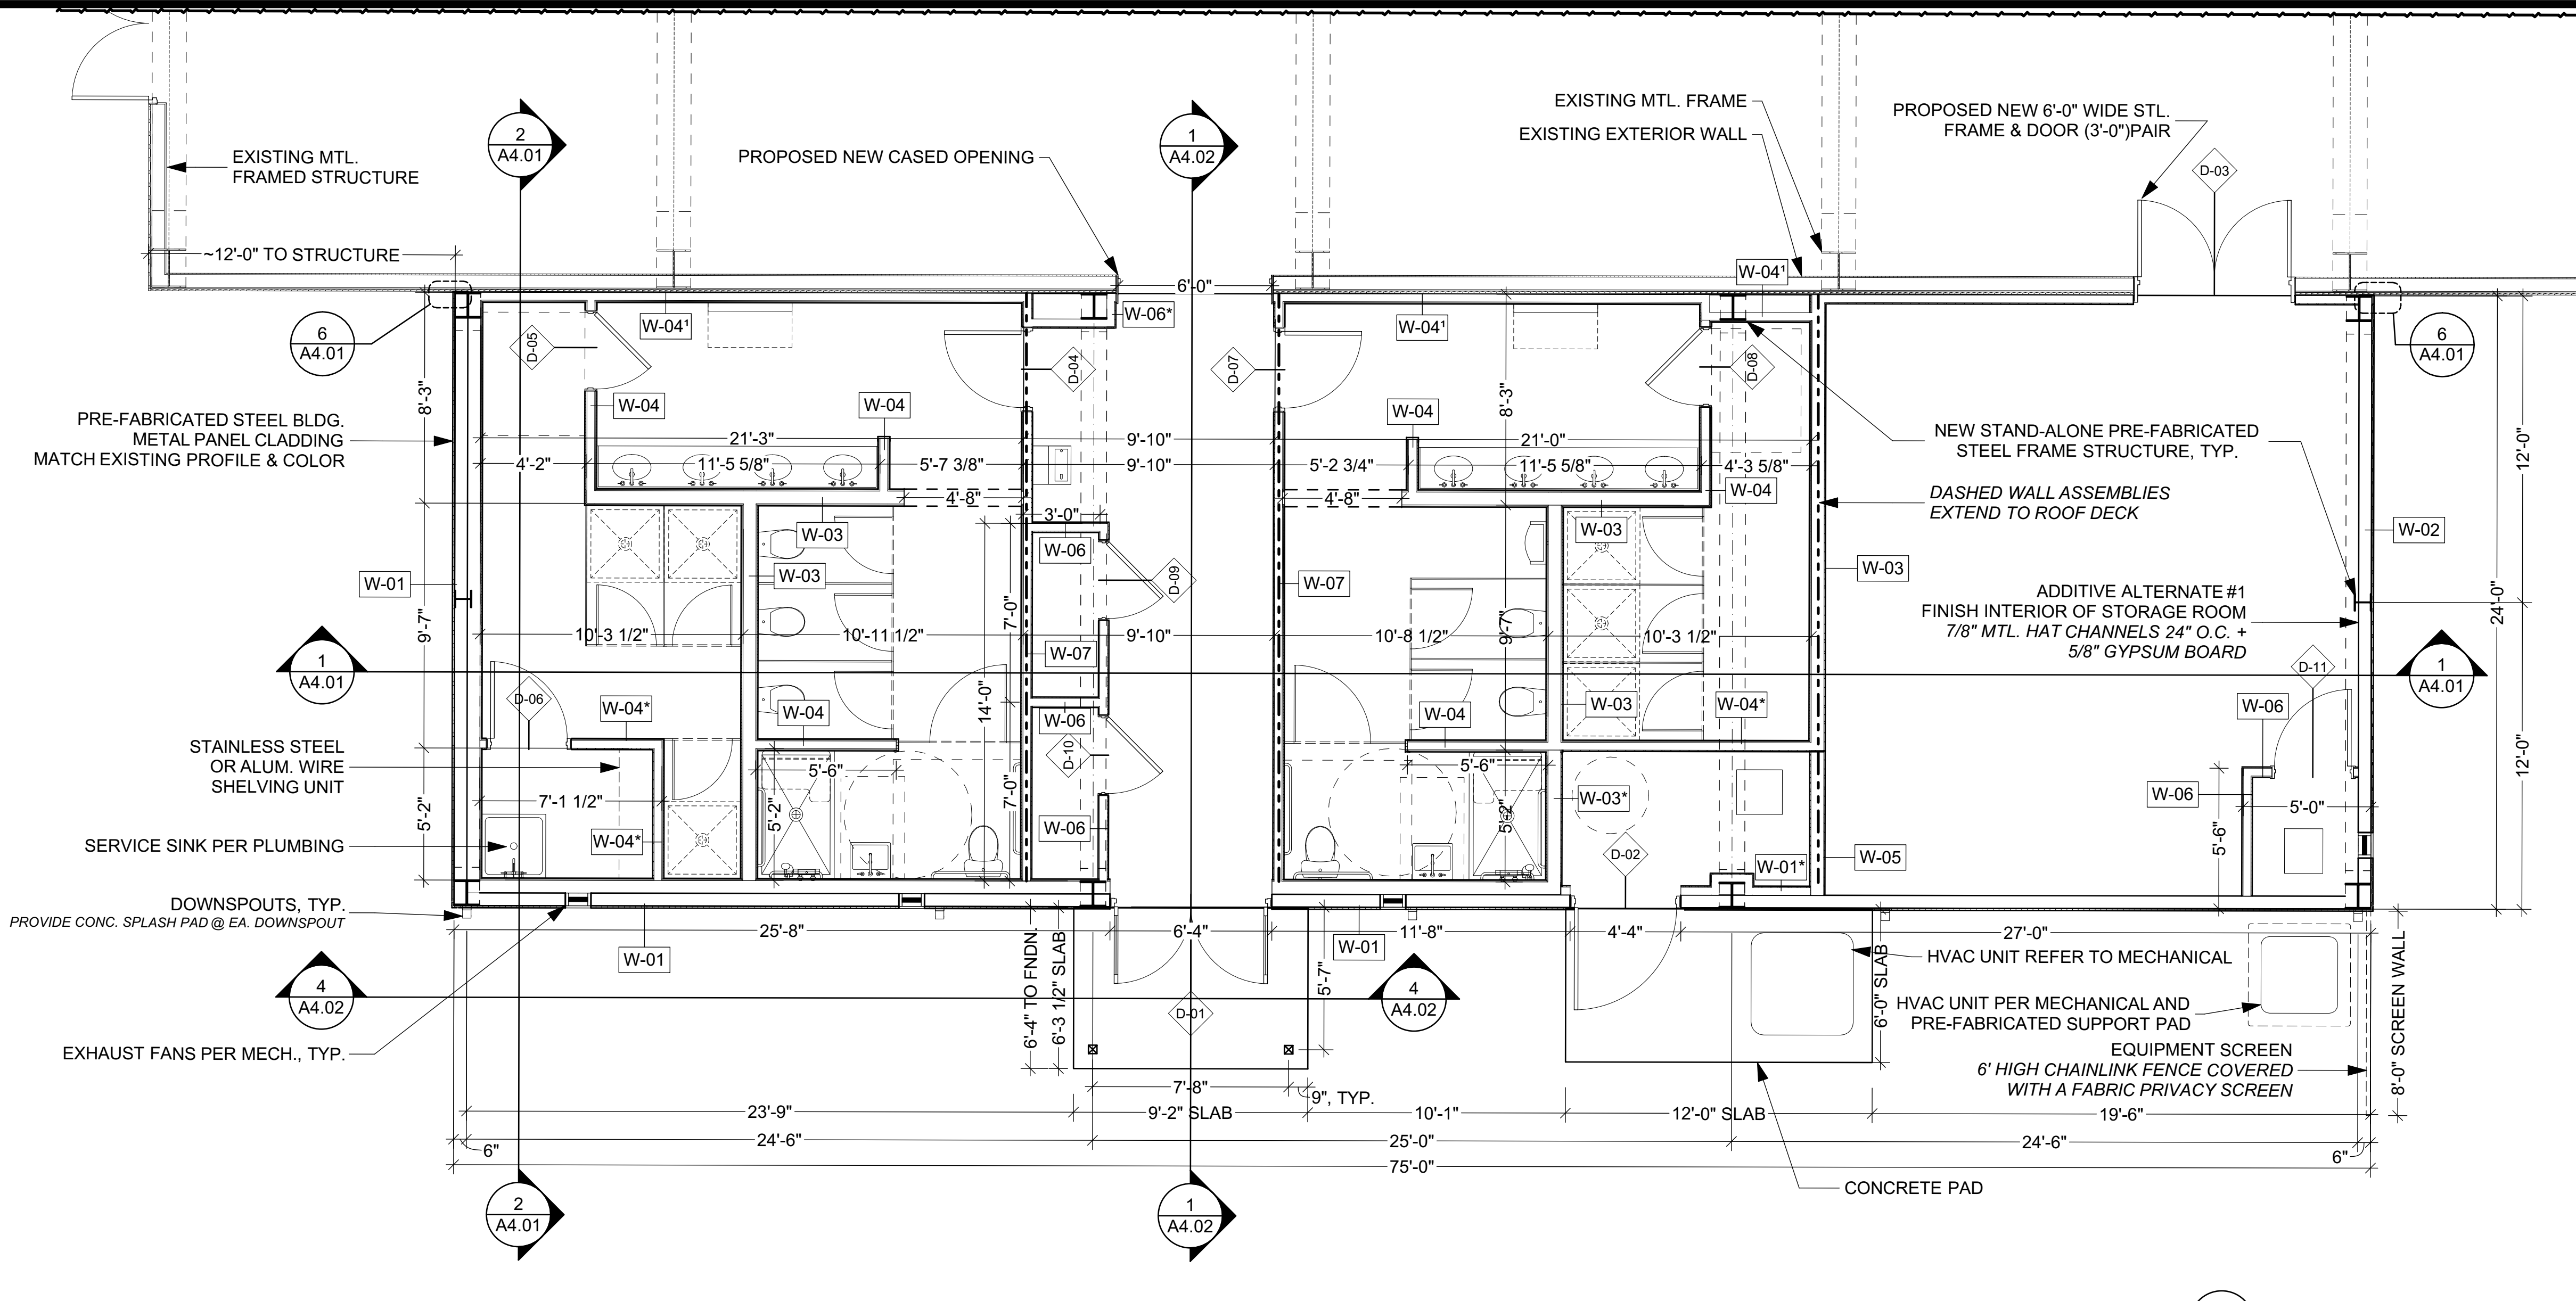 EXISTING MTL.
FRAMED STRUCTURE
2
A4.01
PROPOSED NEW CASED OPENING
1
A4.02
EXISTING MTL. FRAME
EXISTING EXTERIOR WALL
PROPOSED NEW 6'-0" WIDE STL.
FRAME & DOOR (3'-0")PAIR
D-03
~12'-0" TO STRUCTURE
6'-0"
W-04¹
W-06*
W-04¹
W-04¹
6
A4.01
6
A4.01
D-05
D-04
D-07
D-08
8'-3"
W-04
W-04
W-04
8'-3"
12'-0"
PRE-FABRICATED STEEL BLDG.
METAL PANEL CLADDING
MATCH EXISTING PROFILE & COLOR
21'-3"
9'-10"
21'-0"
NEW STAND-ALONE PRE-FABRICATED
STEEL FRAME STRUCTURE, TYP.
4'-2"
11'-5 5/8"
5'-7 3/8"
9'-10"
5'-2 3/4"
11'-5 5/8"
4'-3 5/8"
4'-8"
4'-8"
W-04
DASHED WALL ASSEMBLIES
EXTEND TO ROOF DECK
3'-0"
W-03
W-06
W-03
W-02
W-01
W-03
D-09
W-07
W-03
ADDITIVE ALTERNATE #1
FINISH INTERIOR OF STORAGE ROOM
7/8" MTL. HAT CHANNELS 24" O.C. +
5/8" GYPSUM BOARD
24'-0"
9'-7"
10'-3 1/2"
10'-11 1/2"
7'-0"
9'-10"
10'-8 1/2"
9'-7"
10'-3 1/2"
W-07
1
A4.01
1
A4.01
D-11
D-06
W-04*
W-04
14'-0"
W-06
W-04
W-03
W-04*
W-06
STAINLESS STEEL
OR ALUM. WIRE
SHELVING UNIT
D-10
5'-6"
5'-6"
12'-0"
7'-1 1/2"
7'-0"
W-03*
W-06
5'-0"
5'-2"
5'-2"
5'-2"
5'-6"
SERVICE SINK PER PLUMBING
W-04*
W-06
D-02
W-01*
W-05
DOWNSPOUTS, TYP.
PROVIDE CONC. SPLASH PAD @ EA. DOWNSPOUT
25'-8"
6'-4"
11'-8"
4'-4"
27'-0"
W-01
W-01
6'-4" TO FNDN.
6'-3 1/2" SLAB
5'-7"
6'-0" SLAB
HVAC UNIT REFER TO MECHANICAL
4
A4.02
4
A4.02
D-01
HVAC UNIT PER MECHANICAL AND
PRE-FABRICATED SUPPORT PAD
8'-0" SCREEN WALL
EXHAUST FANS PER MECH., TYP.
EQUIPMENT SCREEN
6' HIGH CHAINLINK FENCE COVERED
WITH A FABRIC PRIVACY SCREEN
7'-8"
9", TYP.
23'-9"
9'-2" SLAB
10'-1"
12'-0" SLAB
19'-6"
24'-6"
25'-0"
24'-6"
6"
6"
75'-0"
CONCRETE PAD
2
A4.01
1
A4.02